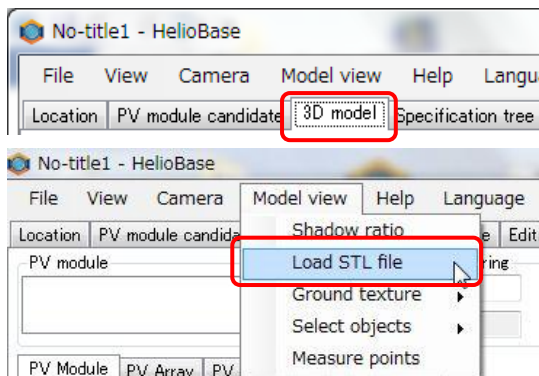 No-title1 - HelioBase
File View Camera Model view Help Langu
Location PV module candidate 3D model Specification tree
No-title1 - HelioBase
File View Camera Model view Help Language
Location PV module candida Shadow ratio e Edit
PV module Load STL file ring
Ground texture
Select objects
Measure points
PV Module PV Array PV